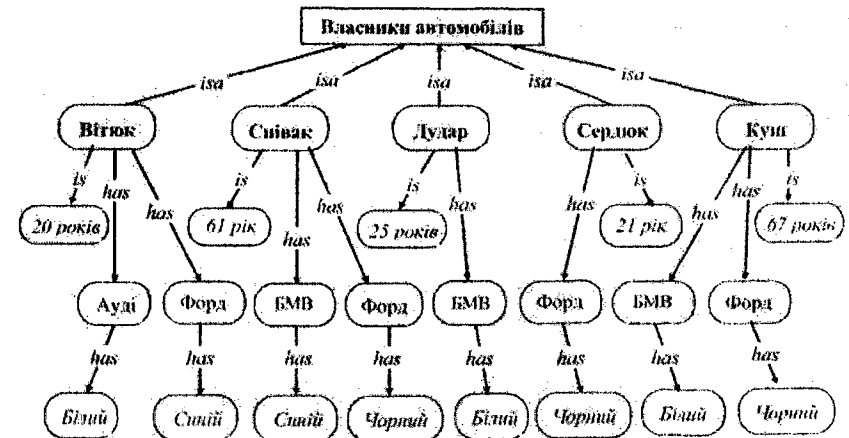 Власники автомобілів
isa isa isa isa isa
Вітюк Співак Лудар Сердюк Кущ
is has has is has has is has has is has has is
20 років 61 рік 25 років 21 рік 67 років
Ауді Форд БМВ Форд БМВ Форд БМВ Форд
has has has has has has has has
Білий Синій Синій Чорний Білий Чорний Білий Чорний